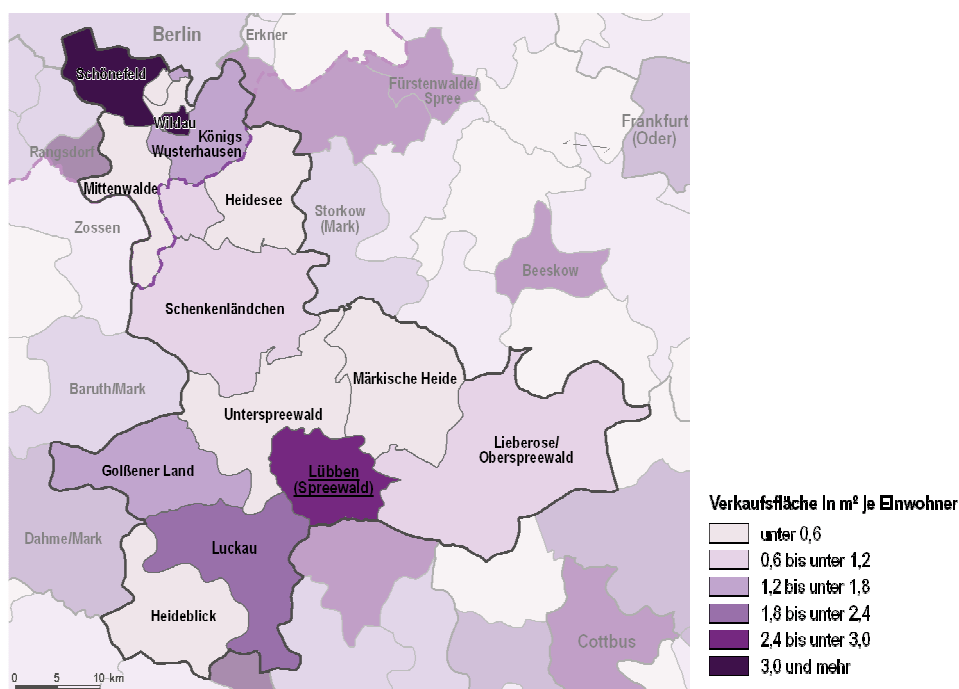 Berlin
Erkner
Schönefeld
Fürstenwalde/
Spree
Wildau
Frankfurt
(Oder)
Königs
Wusterhausen
Rangsdorf
Mittenwalde
Heidesee
Storkow
(Mark)
Zossen
Beeskow
Schenkenländchen
Märkische Heide
Baruth/Mark
Unterspreewald
Lieberose/
Oberspreewald
Golßener Land
Lübben
(Spreewald)
Verkaufsfläche in m² je Einwohner
unter 0,6
0,6 bis unter 1,2
1,2 bis unter 1,8
1,8 bis unter 2,4
2,4 bis unter 3,0
3,0 und mehr
Dahme/Mark
Luckau
Heideblick
Cottbus
0 5 10 km